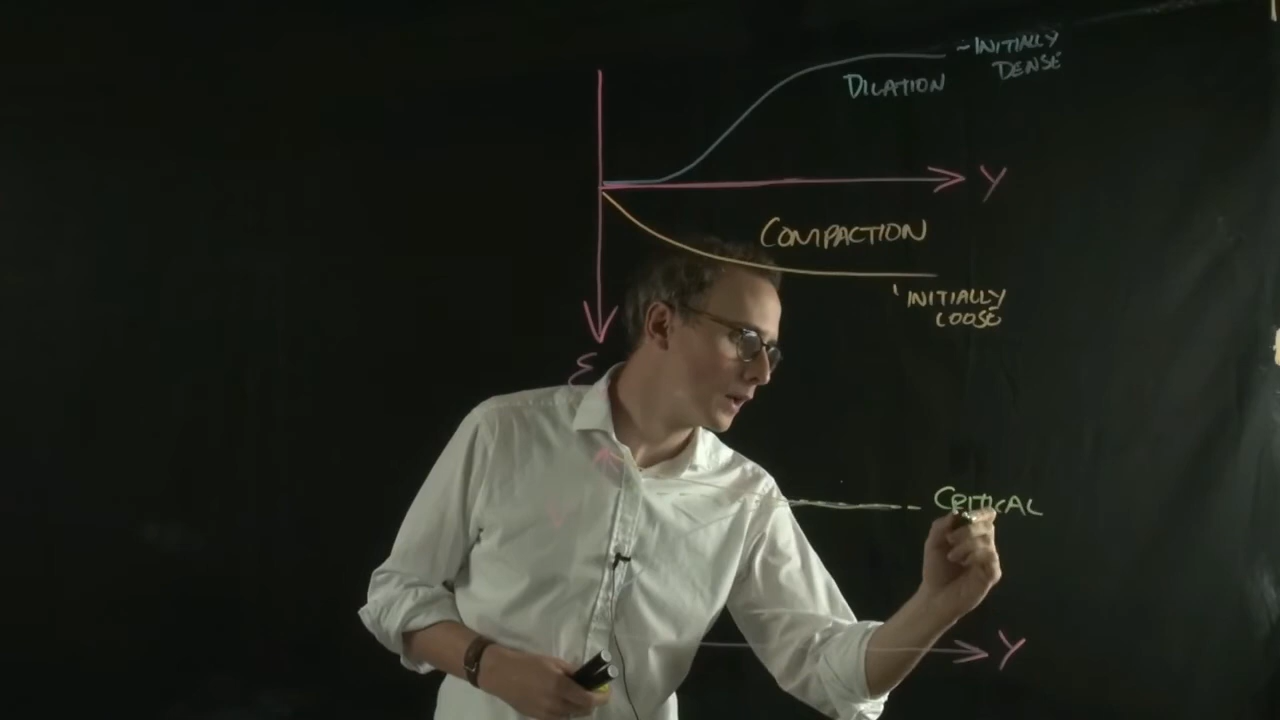 - INITIALLY
DENSE
DILATION
γ
COMPACTION
' INITIALLY
LOOSE
ε
V
CRITICAL
γ